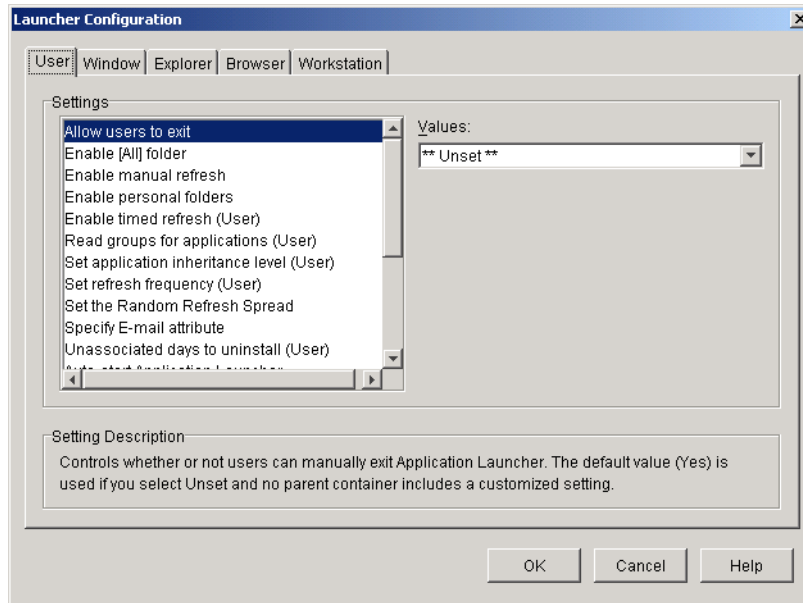 Launcher Configuration
User Window Explorer Browser Workstation
Settings
Allow users to exit
Enable [All] folder
Enable manual refresh
Enable personal folders
Enable timed refresh (User)
Read groups for applications (User)
Set application inheritance level (User)
Set refresh frequency (User)
Set the Random Refresh Spread
Specify E-mail attribute
Unassociated days to uninstall (User)
Auto-start Application Launcher
Values:
** Unset **
Setting Description
Controls whether or not users can manually exit Application Launcher. The default value (Yes) is
used if you select Unset and no parent container includes a customized setting.
OK Cancel Help